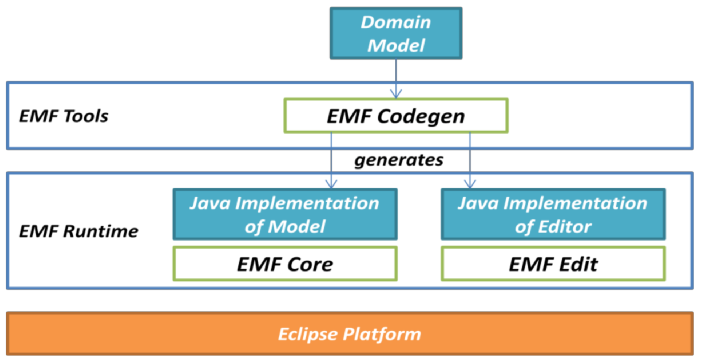 Domain
Model
EMF Tools
EMF Codegen
generates
EMF Runtime
Java Implementation
of Model
Java Implementation
of Editor
EMF Core
EMF Edit
Eclipse Platform